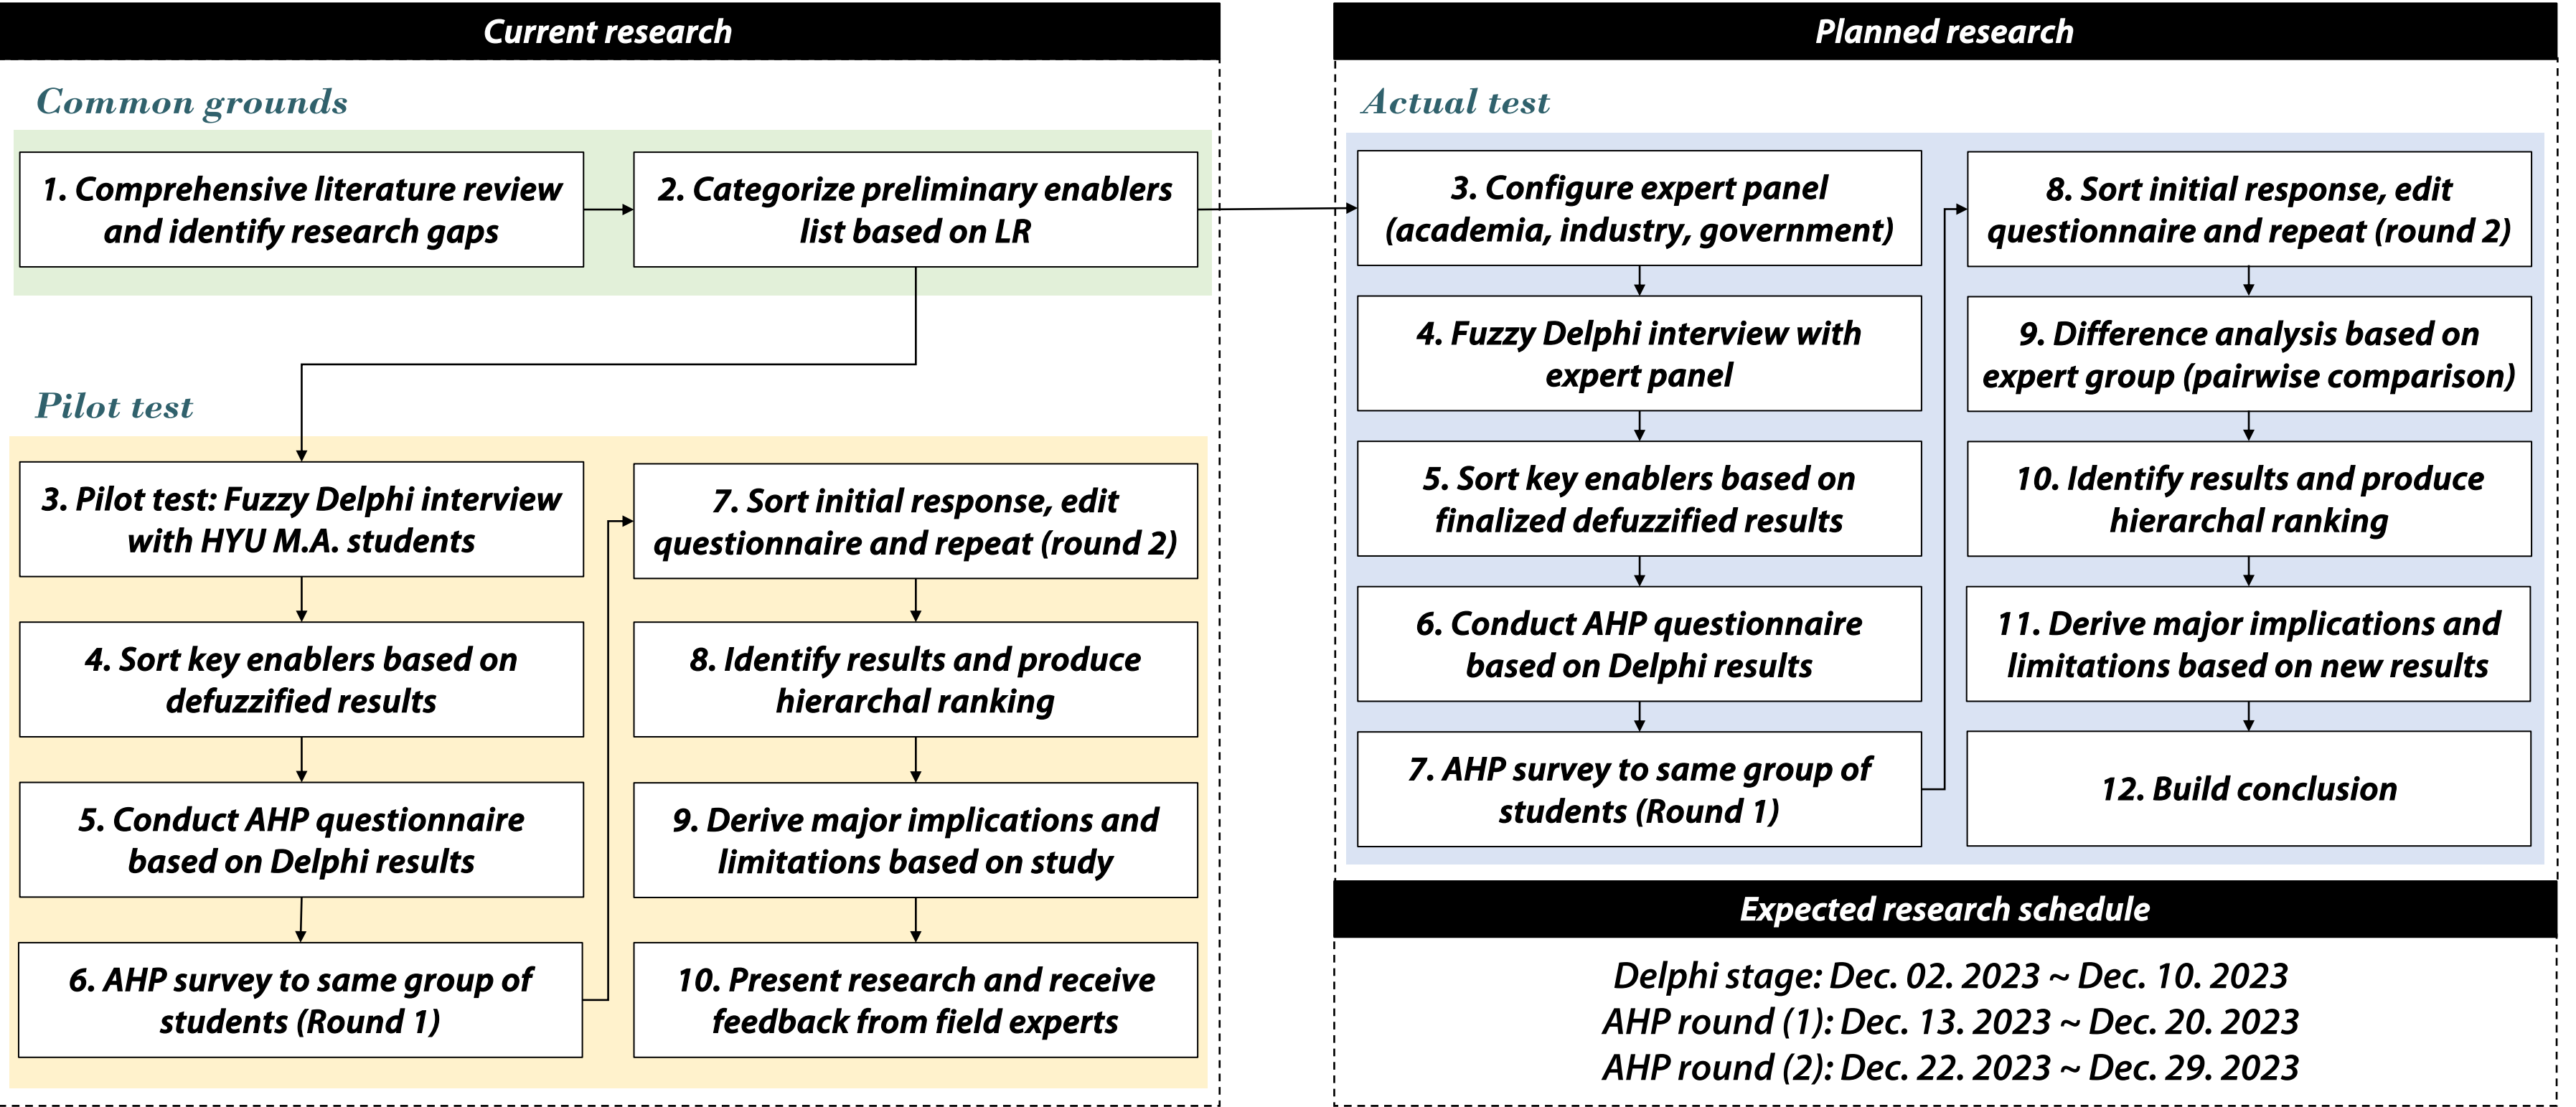 Current research
Common grounds
1. Comprehensive literature review
and identify research gaps
2. Categorize preliminary enablers
list based on LR
Pilot test
3. Pilot test: Fuzzy Delphi interview
with HYU M.A. students
4. Sort key enablers based on
defuzzified results
5. Conduct AHP questionnaire
based on Delphi results
6. AHP survey to same group of
students (Round 1)
7. Sort initial response, edit
questionnaire and repeat (round 2)
8. Identify results and produce
hierarchal ranking
9. Derive major implications and
limitations based on study
10. Present research and receive
feedback from field experts
Planned research
Actual test
3. Configure expert panel
(academia, industry, government)
4. Fuzzy Delphi interview with
expert panel
5. Sort key enablers based on
finalized defuzzified results
6. Conduct AHP questionnaire
based on Delphi results
7. AHP survey to same group of
students (Round 1)
8. Sort initial response, edit
questionnaire and repeat (round 2)
9. Difference analysis based on
expert group (pairwise comparison)
10. Identify results and produce
hierarchal ranking
11. Derive major implications and
limitations based on new results
12. Build conclusion
Expected research schedule
Delphi stage: Dec. 02. 2023 ~ Dec. 10. 2023
AHP round (1): Dec. 13. 2023 ~ Dec. 20. 2023
AHP round (2): Dec. 22. 2023 ~ Dec. 29. 2023